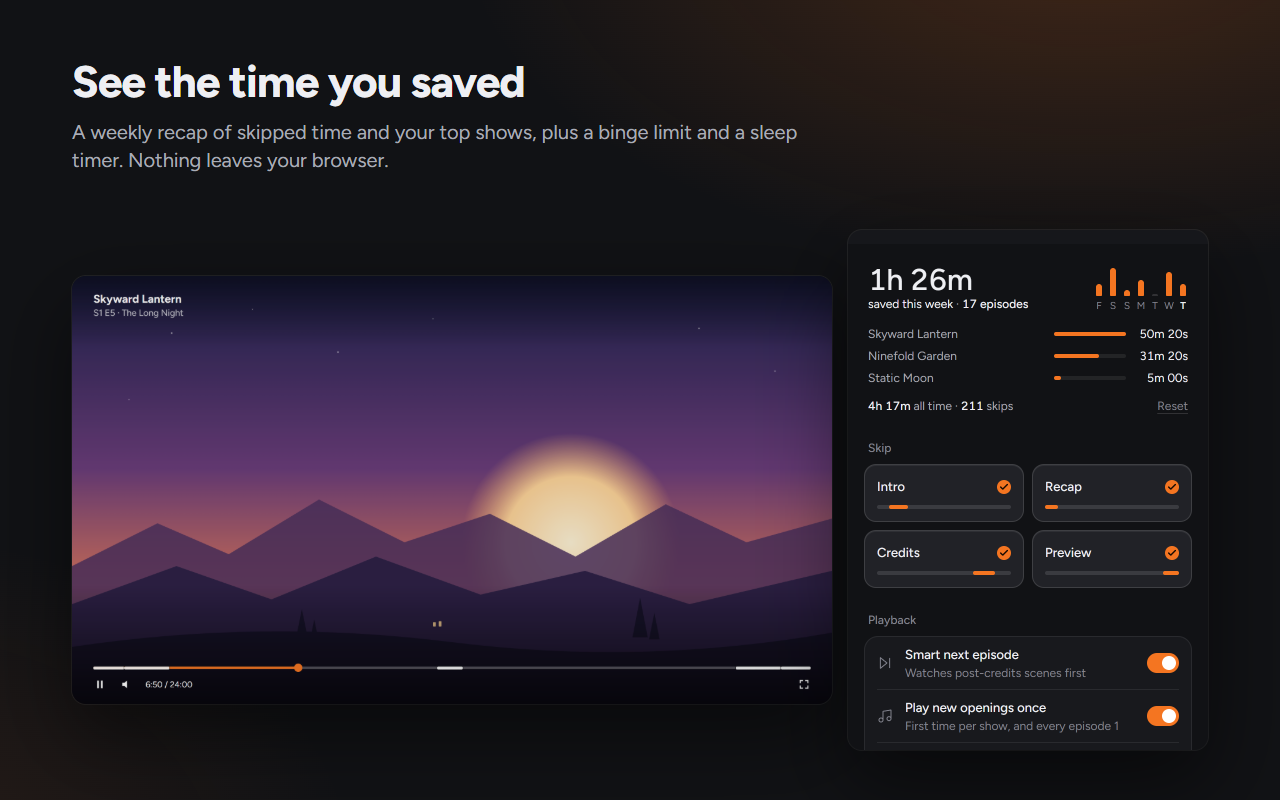 See the time you saved
A weekly recap of skipped time and your top shows, plus a binge limit and a sleep
timer. Nothing leaves your browser.
Skyward Lantern
S1 E5 · The Long Night
6:50 / 24:00
1h 26m
saved this week · 17 episodes
F S S M T W T
Skyward Lantern 50m 20s
Ninefold Garden 31m 20s
Static Moon 5m 00s
4h 17m all time · 211 skips Reset
Skip
Intro Recap
Credits Preview
Playback
Smart next episode
Watches post-credits scenes first
Play new openings once
First time per show, and every episode 1